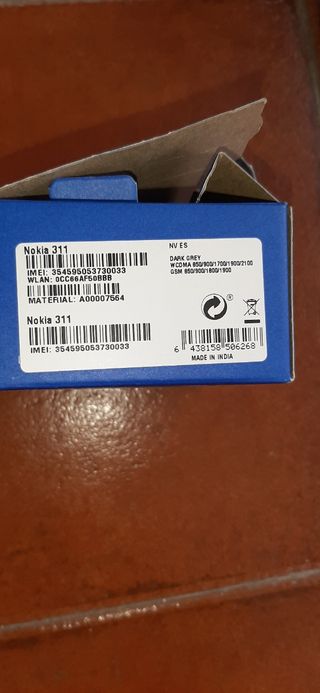 Nokia 311
IMEI: 354595053730033
WLAN: 0CC66AF50BBB
MATERIAL: A00007564
Nokia 311
IMEI: 354595053730033
NV ES
DARK GREY
WCDMA 850/900/1700/1900/2100
GSM 850/900/1800/1900
®
6 438158 506268
MADE IN INDIA